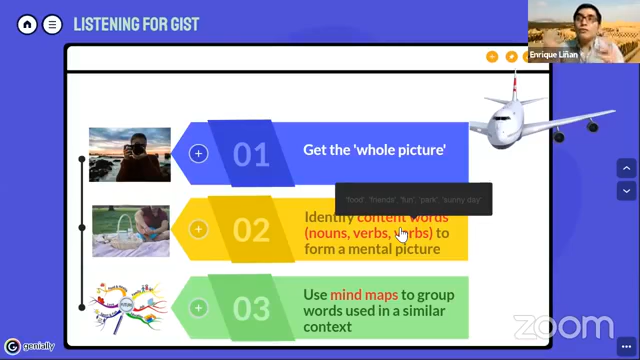 LISTENING FOR GIST
Enrique Liñan
01
Get the 'whole picture'
'food', 'friends', 'fun', 'park', 'sunny day'
02
Identify content words
(nouns, verbs, verbs) to
form a mental picture
03
Use mind maps to group
words used in a similar
context
genially
zoom